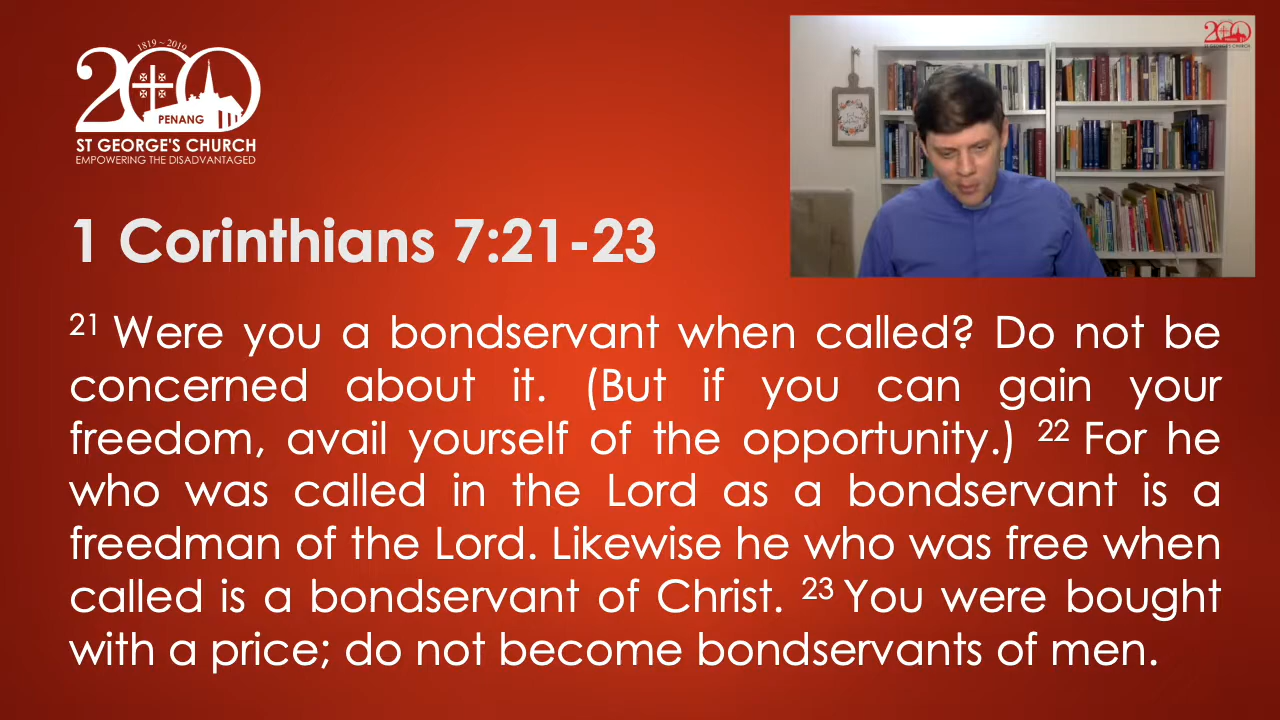 1819 ~ 2019
200
PENANG
ST GEORGE'S CHURCH
EMPOWERING THE DISADVANTAGED
1 Corinthians 7:21-23
21 Were you a bondservant when called? Do not be
concerned about it. (But if you can gain your
freedom, avail yourself of the opportunity.) 22 For he
who was called in the Lord as a bondservant is a
freedman of the Lord. Likewise he who was free when
called is a bondservant of Christ. 23 You were bought
with a price; do not become bondservants of men.